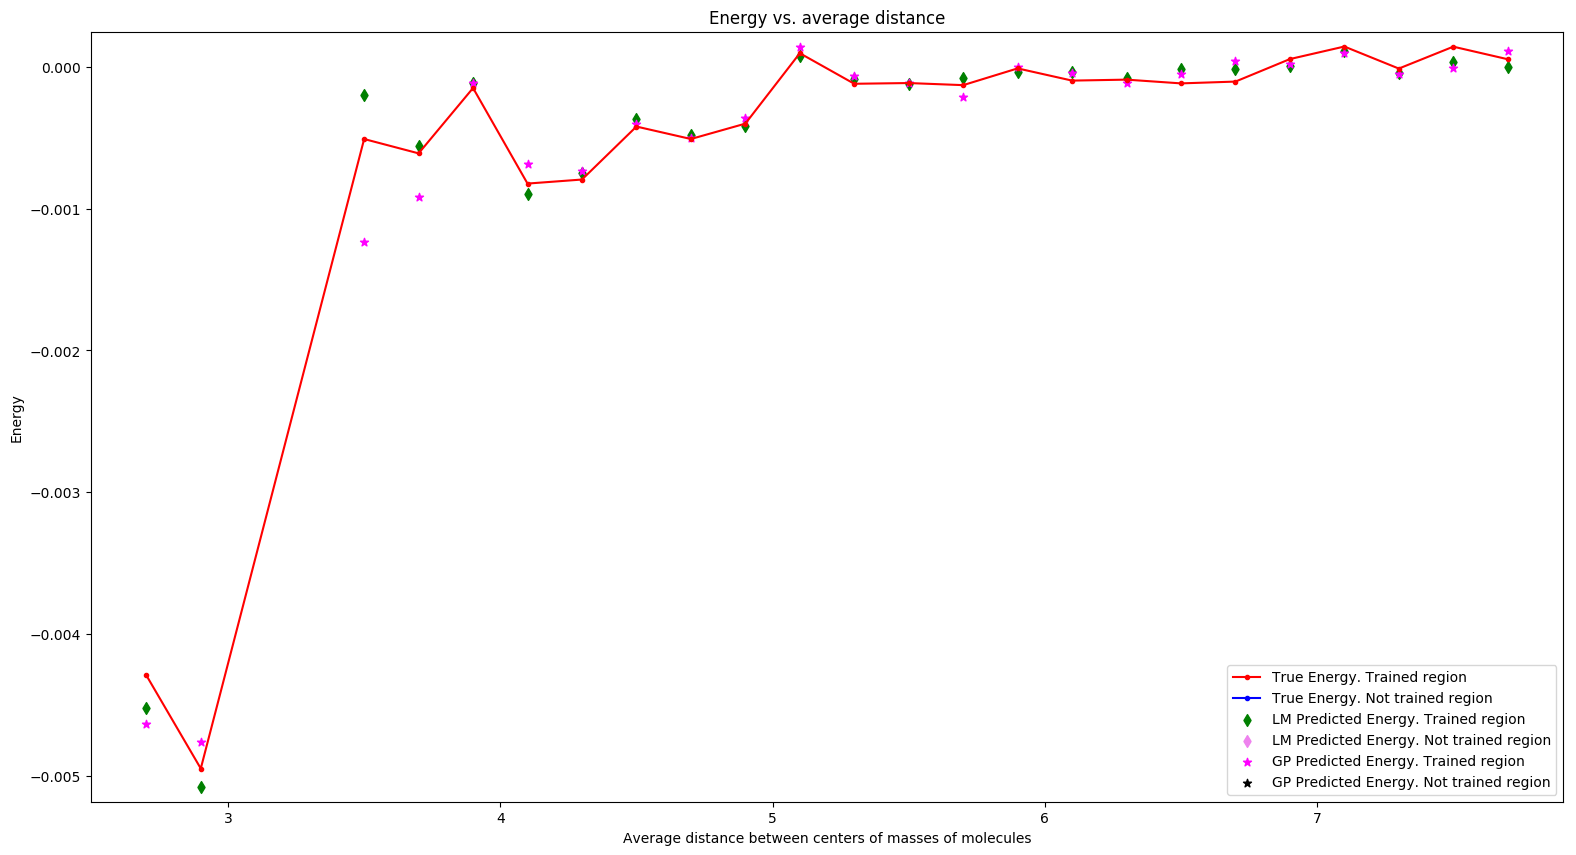 Energy vs. average distance
0.000
−0.001
−0.002
−0.003
−0.004
−0.005
Energy
3 4 5 6 7
Average distance between centers of masses of molecules
True Energy. Trained region
True Energy. Not trained region
LM Predicted Energy. Trained region
LM Predicted Energy. Not trained region
GP Predicted Energy. Trained region
GP Predicted Energy. Not trained region